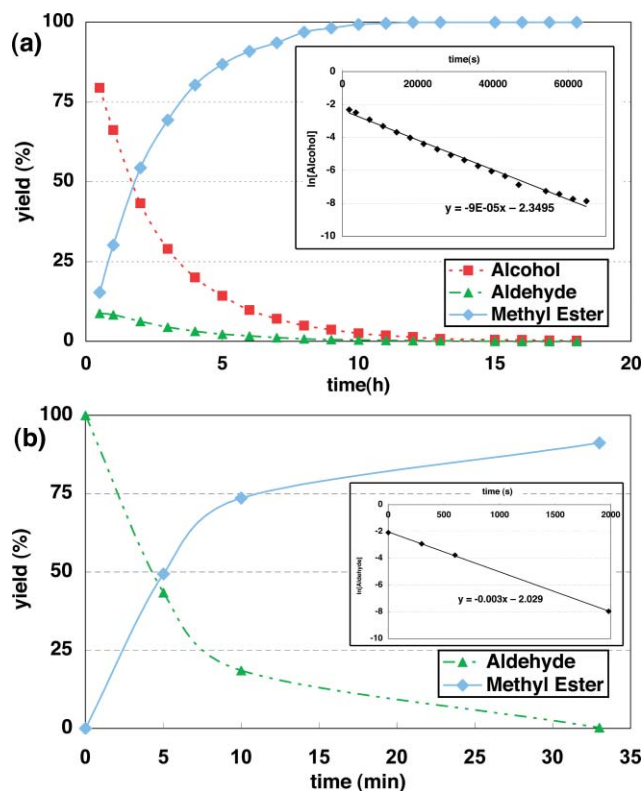 (a)
100
75
50
25
0
yield (%)
0 5 10 15 20
time(h)
time(s)
0 20000 40000 60000
0
-2
-4
-6
-8
-10
ln[Alcohol]
y = -9E-05x – 2.3495
Alcohol
Aldehyde
Methyl Ester
(b)
100
75
50
25
0
yield (%)
0 5 10 15 20 25 30 35
time (min)
time (s)
0 500 1000 1500 2000
0
-2
-4
-6
-8
-10
ln[Aldehyde]
y = -0.003x – 2.029
Aldehyde
Methyl Ester